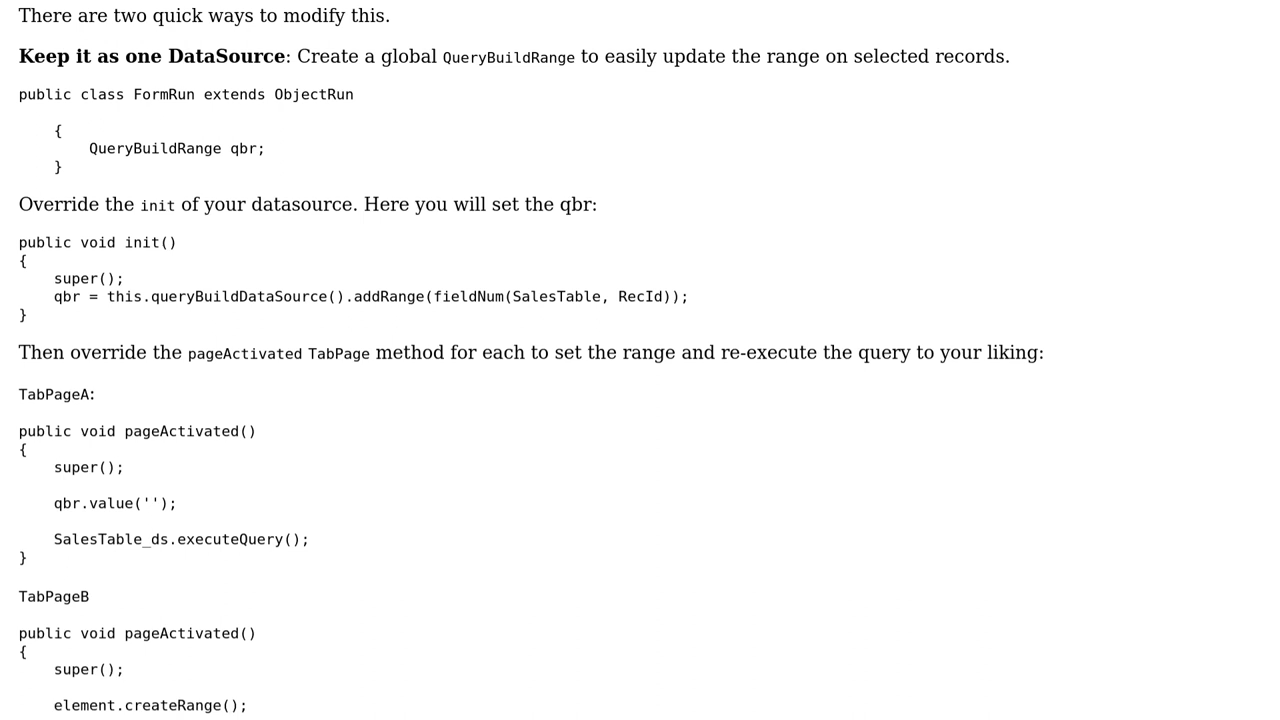 There are two quick ways to modify this.
Keep it as one DataSource: Create a global QueryBuildRange to easily update the range on selected records.
public class FormRun extends ObjectRun
    {
        QueryBuildRange qbr;
    }
Override the init of your datasource. Here you will set the qbr:
public void init()
{
    super();
    qbr = this.queryBuildDataSource().addRange(fieldNum(SalesTable, RecId));
}
Then override the pageActivated TabPage method for each to set the range and re-execute the query to your liking:
TabPageA:
public void pageActivated()
{
    super();
    qbr.value('');
    SalesTable_ds.executeQuery();
}
TabPageB
public void pageActivated()
{
    super();
    element.createRange();